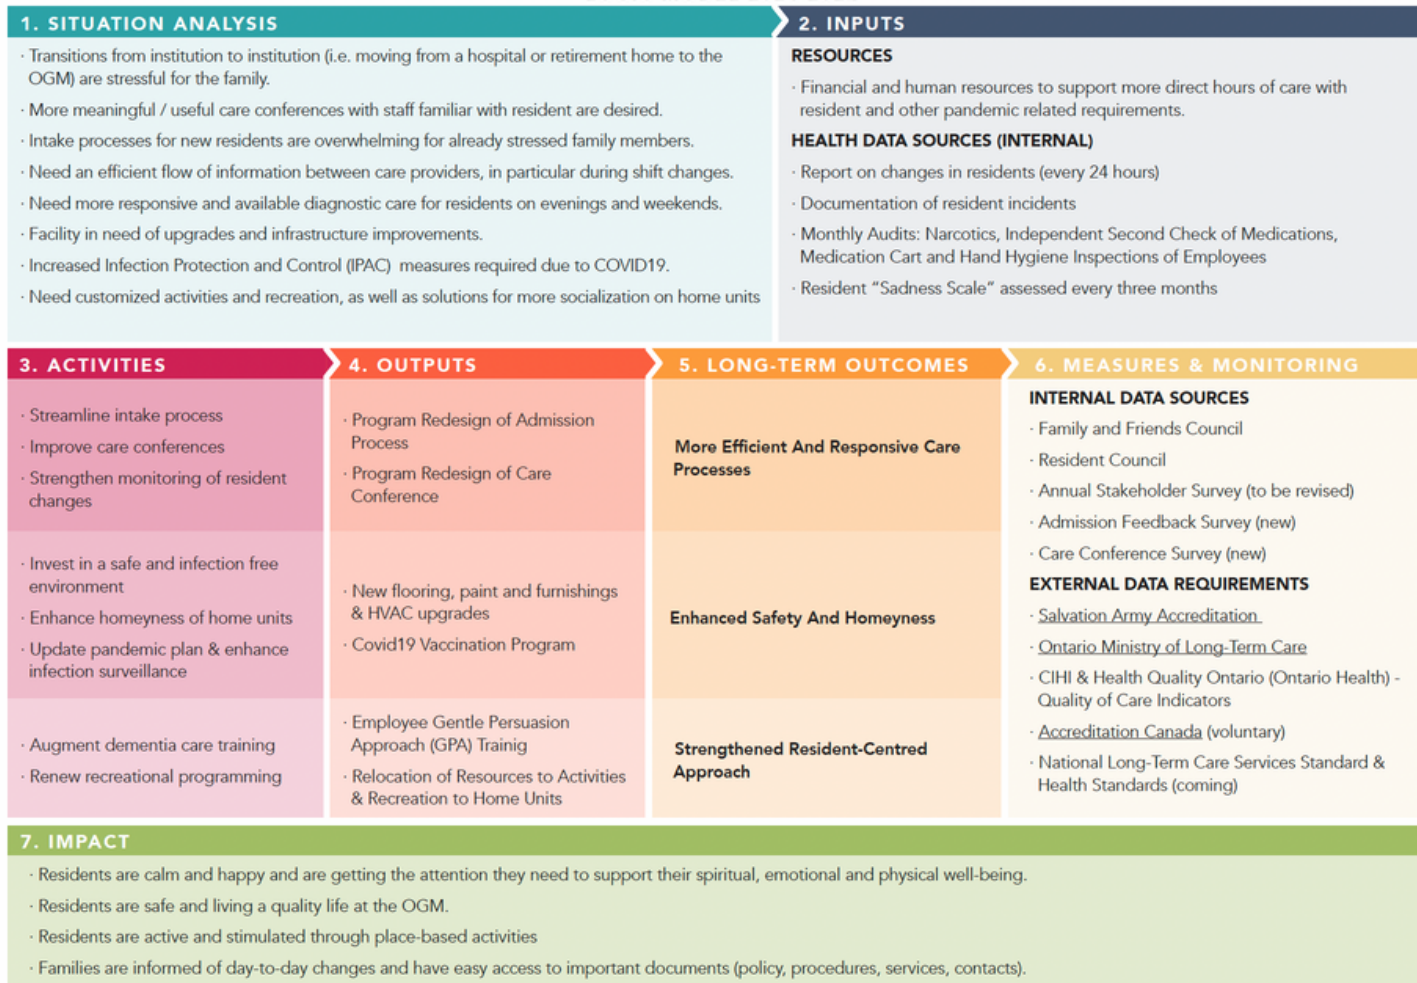 1. SITUATION ANALYSIS
· Transitions from institution to institution (i.e. moving from a hospital or retirement home to the
OGM) are stressful for the family.
· More meaningful / useful care conferences with staff familiar with resident are desired.
· Intake processes for new residents are overwhelming for already stressed family members.
· Need an efficient flow of information between care providers, in particular during shift changes.
· Need more responsive and available diagnostic care for residents on evenings and weekends.
· Facility in need of upgrades and infrastructure improvements.
· Increased Infection Protection and Control (IPAC) measures required due to COVID19.
· Need customized activities and recreation, as well as solutions for more socialization on home units
2. INPUTS
RESOURCES
· Financial and human resources to support more direct hours of care with
resident and other pandemic related requirements.
HEALTH DATA SOURCES (INTERNAL)
· Report on changes in residents (every 24 hours)
· Documentation of resident incidents
· Monthly Audits: Narcotics, Independent Second Check of Medications,
Medication Cart and Hand Hygiene Inspections of Employees
· Resident “Sadness Scale” assessed every three months
3. ACTIVITIES
· Streamline intake process
· Improve care conferences
· Strengthen monitoring of resident
changes
· Invest in a safe and infection free
environment
· Enhance homeyness of home units
· Update pandemic plan & enhance
infection surveillance
· Augment dementia care training
· Renew recreational programming
4. OUTPUTS
· Program Redesign of Admission
Process
· Program Redesign of Care
Conference
· New flooring, paint and furnishings
& HVAC upgrades
· Covid19 Vaccination Program
· Employee Gentle Persuasion
Approach (GPA) Trainig
· Relocation of Resources to Activities
& Recreation to Home Units
5. LONG-TERM OUTCOMES
More Efficient And Responsive Care
Processes
Enhanced Safety And Homeyness
Strengthened Resident-Centred
Approach
6. MEASURES & MONITORING
INTERNAL DATA SOURCES
· Family and Friends Council
· Resident Council
· Annual Stakeholder Survey (to be revised)
· Admission Feedback Survey (new)
· Care Conference Survey (new)
EXTERNAL DATA REQUIREMENTS
· Salvation Army Accreditation
· Ontario Ministry of Long-Term Care
· CIHI & Health Quality Ontario (Ontario Health) -
Quality of Care Indicators
· Accreditation Canada (voluntary)
· National Long-Term Care Services Standard &
Health Standards (coming)
7. IMPACT
· Residents are calm and happy and are getting the attention they need to support their spiritual, emotional and physical well-being.
· Residents are safe and living a quality life at the OGM.
· Residents are active and stimulated through place-based activities
· Families are informed of day-to-day changes and have easy access to important documents (policy, procedures, services, contacts).